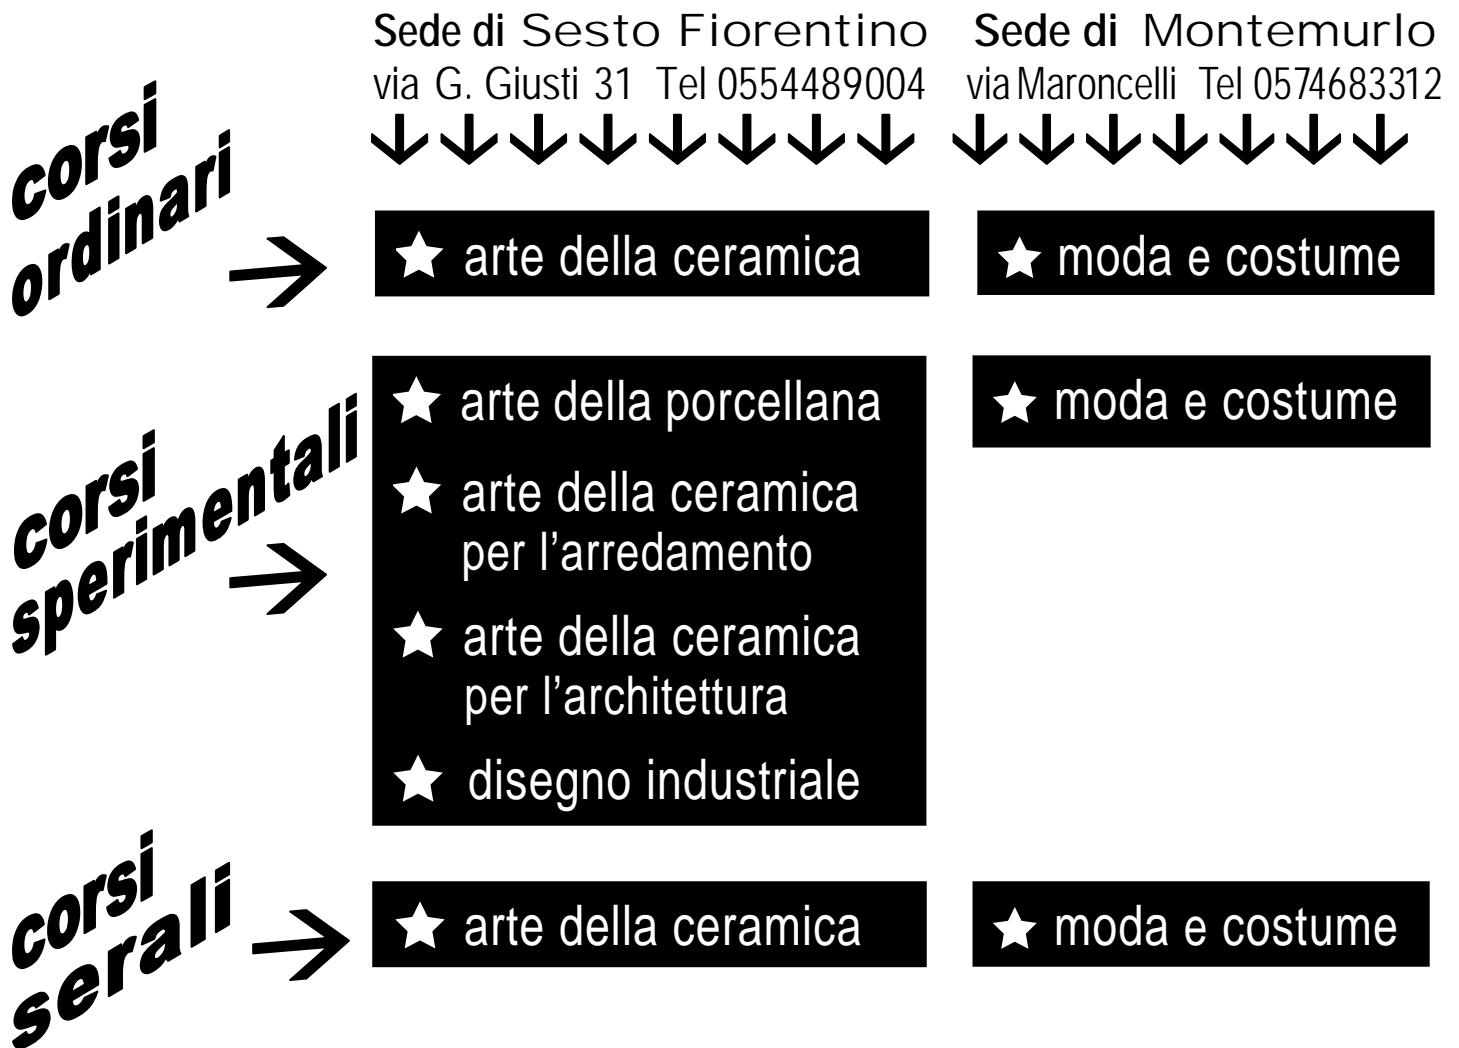 Sede di Sesto Fiorentino
via G. Giusti 31 Tel 0554489004
Sede di Montemurlo
via Maroncelli Tel 0574683312
corsi
ordinari
arte della ceramica
moda e costume
corsi
sperimentali
arte della porcellana
arte della ceramica
per l'arredamento
arte della ceramica
per l'architettura
disegno industriale
moda e costume
corsi
serali
arte della ceramica
moda e costume